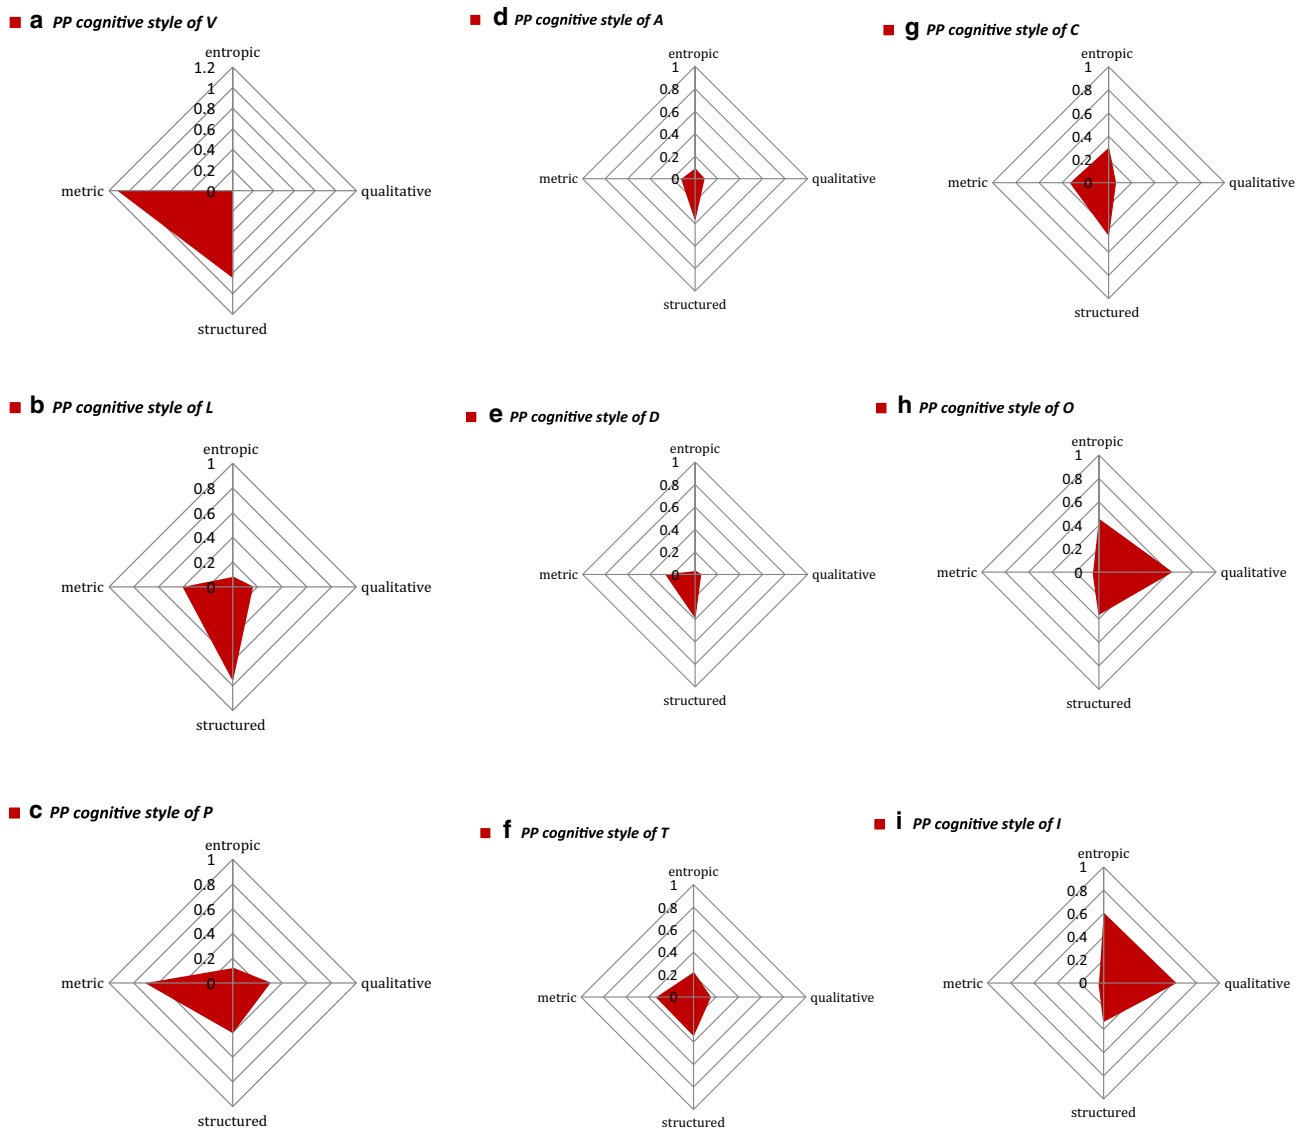 a PP cognitive style of V
entropic
1.2
1
0.8
0.6
0.4
0.2
0
metric
qualitative
structured
b PP cognitive style of L
entropic
1
0.8
0.6
0.4
0.2
0
metric
qualitative
structured
c PP cognitive style of P
entropic
1
0.8
0.6
0.4
0.2
0
metric
qualitative
structured
d PP cognitive style of A
entropic
1
0.8
0.6
0.4
0.2
0
metric
qualitative
structured
e PP cognitive style of D
entropic
1
0.8
0.6
0.4
0.2
0
metric
qualitative
structured
f PP cognitive style of T
entropic
1
0.8
0.6
0.4
0.2
0
metric
qualitative
structured
g PP cognitive style of C
entropic
1
0.8
0.6
0.4
0.2
0
metric
qualitative
structured
h PP cognitive style of O
entropic
1
0.8
0.6
0.4
0.2
0
metric
qualitative
structured
i PP cognitive style of I
entropic
1
0.8
0.6
0.4
0.2
0
metric
qualitative
structured